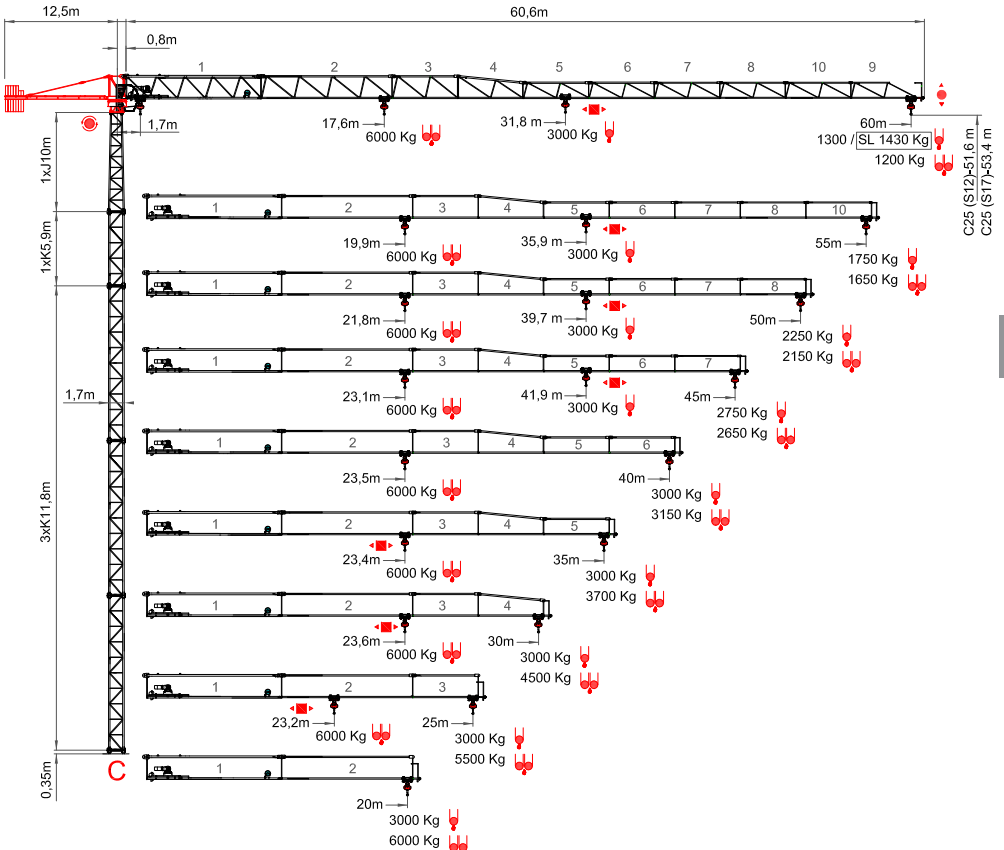 12,5m
60,6m
0,8m
1 2 3 4 5 6 7 8 10 9
1,7m
17,6m
31,8 m
60m
6000 Kg
3000 Kg
1300 / SL 1430 Kg
1200 Kg
C25 (S12)-51,6 m
C25 (S17)-53,4 m
1xJ10m
1xK5,9m
3xK11,8m
0,35m
1,7m
C
1 2 3 4 5 6 7 8 10
19,9m
35,9 m
55m
6000 Kg
3000 Kg
1750 Kg
1650 Kg
1 2 3 4 5 6 7 8
21,8m
39,7 m
50m
6000 Kg
3000 Kg
2250 Kg
2150 Kg
1 2 3 4 5 6 7
23,1m
41,9 m
45m
6000 Kg
3000 Kg
2750 Kg
2650 Kg
1 2 3 4 5 6
23,5m
40m
6000 Kg
3000 Kg
3150 Kg
1 2 3 4 5
23,4m
35m
6000 Kg
3000 Kg
3700 Kg
1 2 3 4
23,6m
30m
6000 Kg
3000 Kg
4500 Kg
1 2 3
23,2m
25m
6000 Kg
3000 Kg
5500 Kg
1 2
20m
3000 Kg
6000 Kg